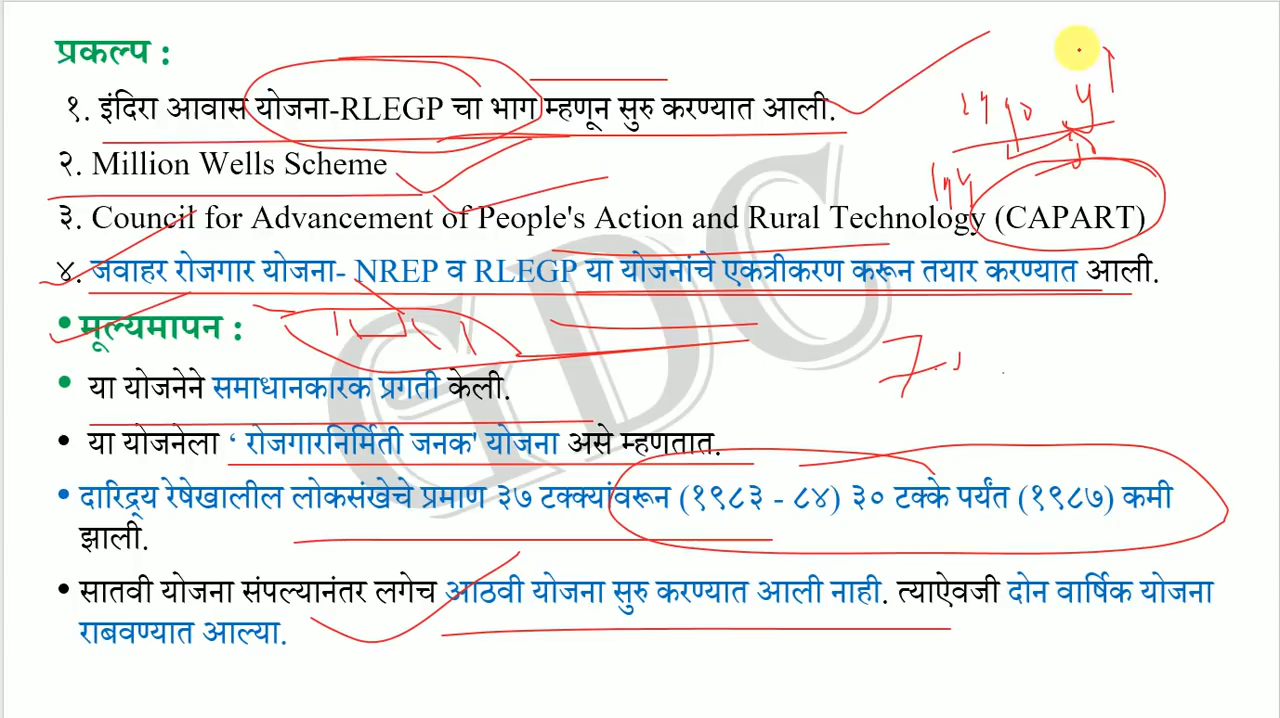 प्रकल्प :
१. इंदिरा आवास योजना-RLEGP चा भाग म्हणून सुरु करण्यात आली.
२. Million Wells Scheme
३. Council for Advancement of People's Action and Rural Technology (CAPART)
४. जवाहर रोजगार योजना- NREP व RLEGP या योजनांचे एकत्रीकरण करून तयार करण्यात आली.
• मूल्यमापन :
• या योजनेने समाधानकारक प्रगती केली.
• या योजनेला ‘ रोजगारनिर्मिती जनक' योजना असे म्हणतात.
• दारिद्र्य रेषेखालील लोकसंखेचे प्रमाण ३७ टक्क्यांवरून (१९८३ - ८४) ३० टक्के पर्यंत (१९८७) कमी
झाली.
• सातवी योजना संपल्यानंतर लगेच आठवी योजना सुरु करण्यात आली नाही. त्याऐवजी दोन वार्षिक योजना
राबवण्यात आल्या.
GDC